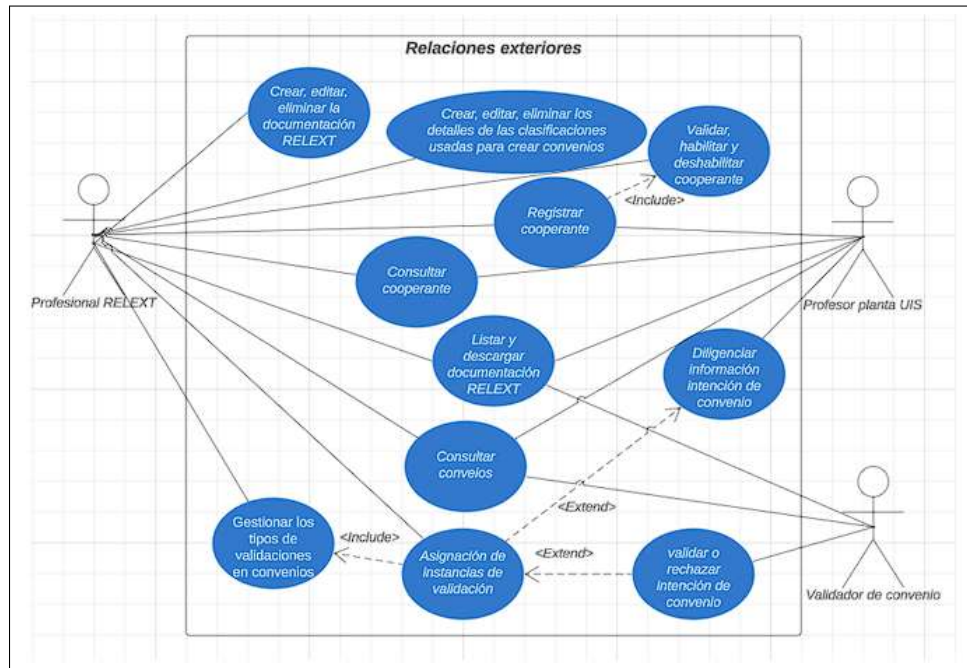 Relaciones exteriores
Crear, editar,
eliminar la
documentación
RELEXT
Crear, editar, eliminar los
detalles de las clasificaciones
usadas para crear convenios
Validar,
habilitar y
deshabilitar
cooperante
<Include>
Registrar
cooperante
Profesional RELEXT
Consultar
cooperante
Profesor planta UIS
Listar y
descargar
documentación
RELEXT
Diligenciar
información
intención de
convenio
Consultar
conveios
<Extend>
Gestionar los
tipos de
validaciones
en convenios
<Include>
Asignación de
instancias de
validación
<Extend>
validar o
rechazar
intención de
convenio
Validador de convenio